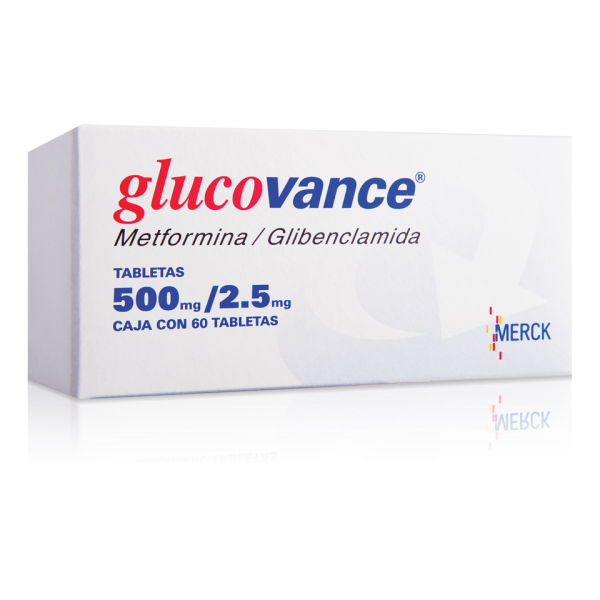 glucovance®
Metformina / Glibenclamida
TABLETAS
500mg/2.5mg
CAJA CON 60 TABLETAS
MERCK